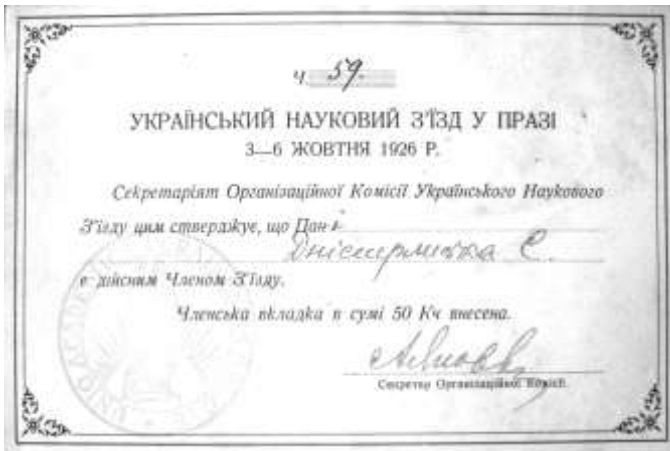 ч. 59.
УКРАЇНСЬКИЙ НАУКОВИЙ З'ЇЗД У ПРАЗІ
3—6 ЖОВТНЯ 1926 Р.
Секретаріят Організаційної Комісії Українського Наукового
З'їзду цим стверджує, що Пан-і
Дністрянська С.
є дійсним Членом З'їзду.
Членська вкладка в сумі 50 Кч внесена.
Секретар Організаційної Комісії.